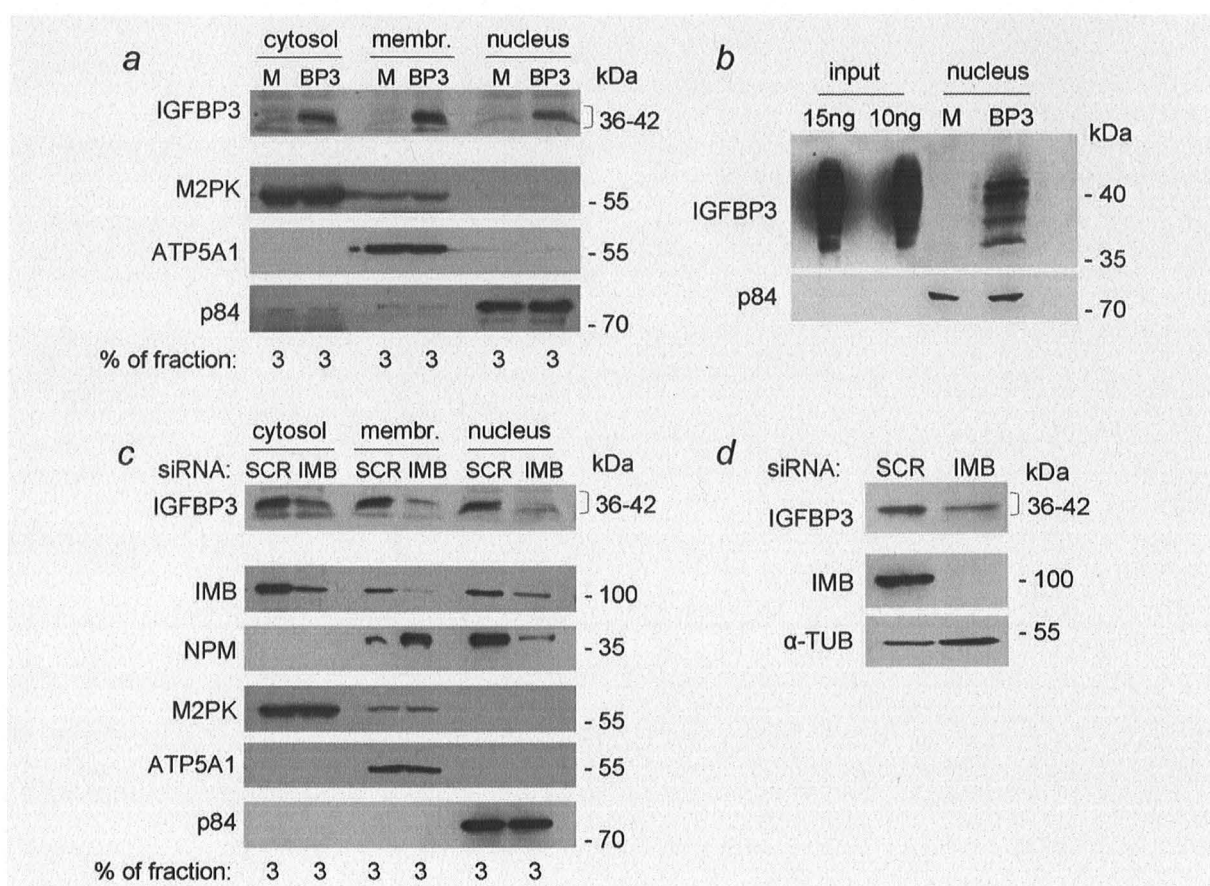 a
cytosol membr. nucleus
M BP3 M BP3 M BP3 kDa
IGFBP3 36-42
M2PK - 55
ATP5A1 - 55
p84 - 70
% of fraction: 3 3 3 3 3 3
b
input nucleus
15ng 10ng M BP3 kDa
IGFBP3 - 40
- 35
p84 - 70
c
cytosol membr. nucleus
siRNA: SCR IMB SCR IMB SCR IMB kDa
IGFBP3 36-42
IMB - 100
NPM - 35
M2PK - 55
ATP5A1 - 55
p84 - 70
% of fraction: 3 3 3 3 3 3
d
siRNA: SCR IMB kDa
IGFBP3 36-42
IMB - 100
α-TUB - 55